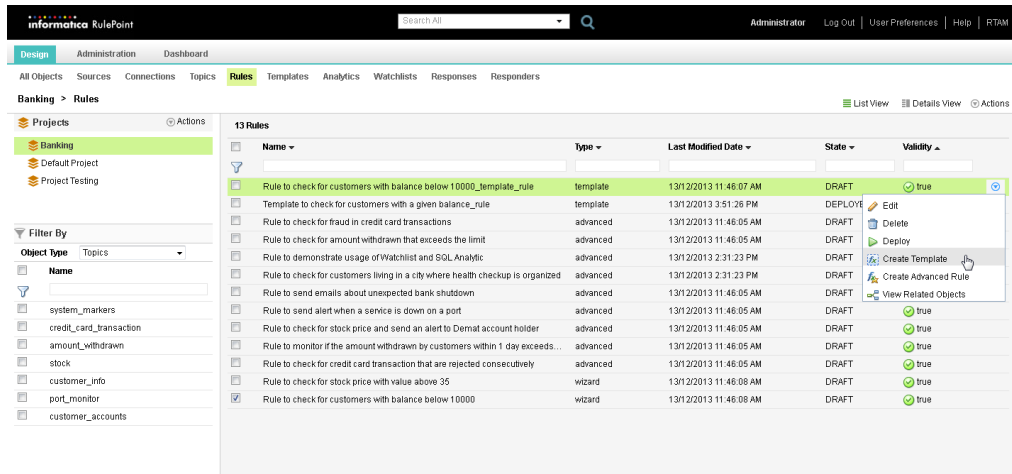 informatica RulePoint
Search All
Administrator Log Out | User Preferences | Help | RTAM
Design Administration Dashboard
All Objects Sources Connections Topics Rules Templates Analytics Watchlists Responses Responders
Banking > Rules
List View Details View Actions
Projects Actions
Banking
Default Project
Project Testing
Filter By
Object Type Topics
Name
system_markers
credit_card_transaction
amount_withdrawn
stock
customer_info
port_monitor
customer_accounts
13 Rules
Name Type Last Modified Date State Validity
Rule to check for customers with balance below 10000_template_rule template 13/12/2013 11:46:07 AM DRAFT true
Template to check for customers with a given balance_rule template 13/12/2013 3:51:26 PM DEPLOYE
Rule to check for fraud in credit card transactions advanced 13/12/2013 11:46:05 AM DRAFT
Rule to check for amount withdrawn that exceeds the limit advanced 13/12/2013 11:46:05 AM DRAFT
Rule to demonstrate usage of Watchlist and SQL Analytic advanced 13/12/2013 2:31:23 PM DRAFT
Rule to check for customers living in a city where health checkup is organized advanced 13/12/2013 2:31:23 PM DRAFT
Rule to send emails about unexpected bank shutdown advanced 13/12/2013 11:46:05 AM DRAFT
Rule to send alert when a service is down on a port advanced 13/12/2013 11:46:05 AM DRAFT true
Rule to check for stock price and send an alert to Demat account holder advanced 13/12/2013 11:46:05 AM DRAFT true
Rule to monitor if the amount withdrawn by customers within 1 day exceeds... advanced 13/12/2013 11:46:05 AM DRAFT true
Rule to check for credit card transaction that are rejected consecutively advanced 13/12/2013 11:46:05 AM DRAFT true
Rule to check for stock price with value above 35 wizard 13/12/2013 11:46:08 AM DRAFT true
Rule to check for customers with balance below 10000 wizard 13/12/2013 11:46:08 AM DRAFT true
Edit
Delete
Deploy
Create Template
Create Advanced Rule
View Related Objects